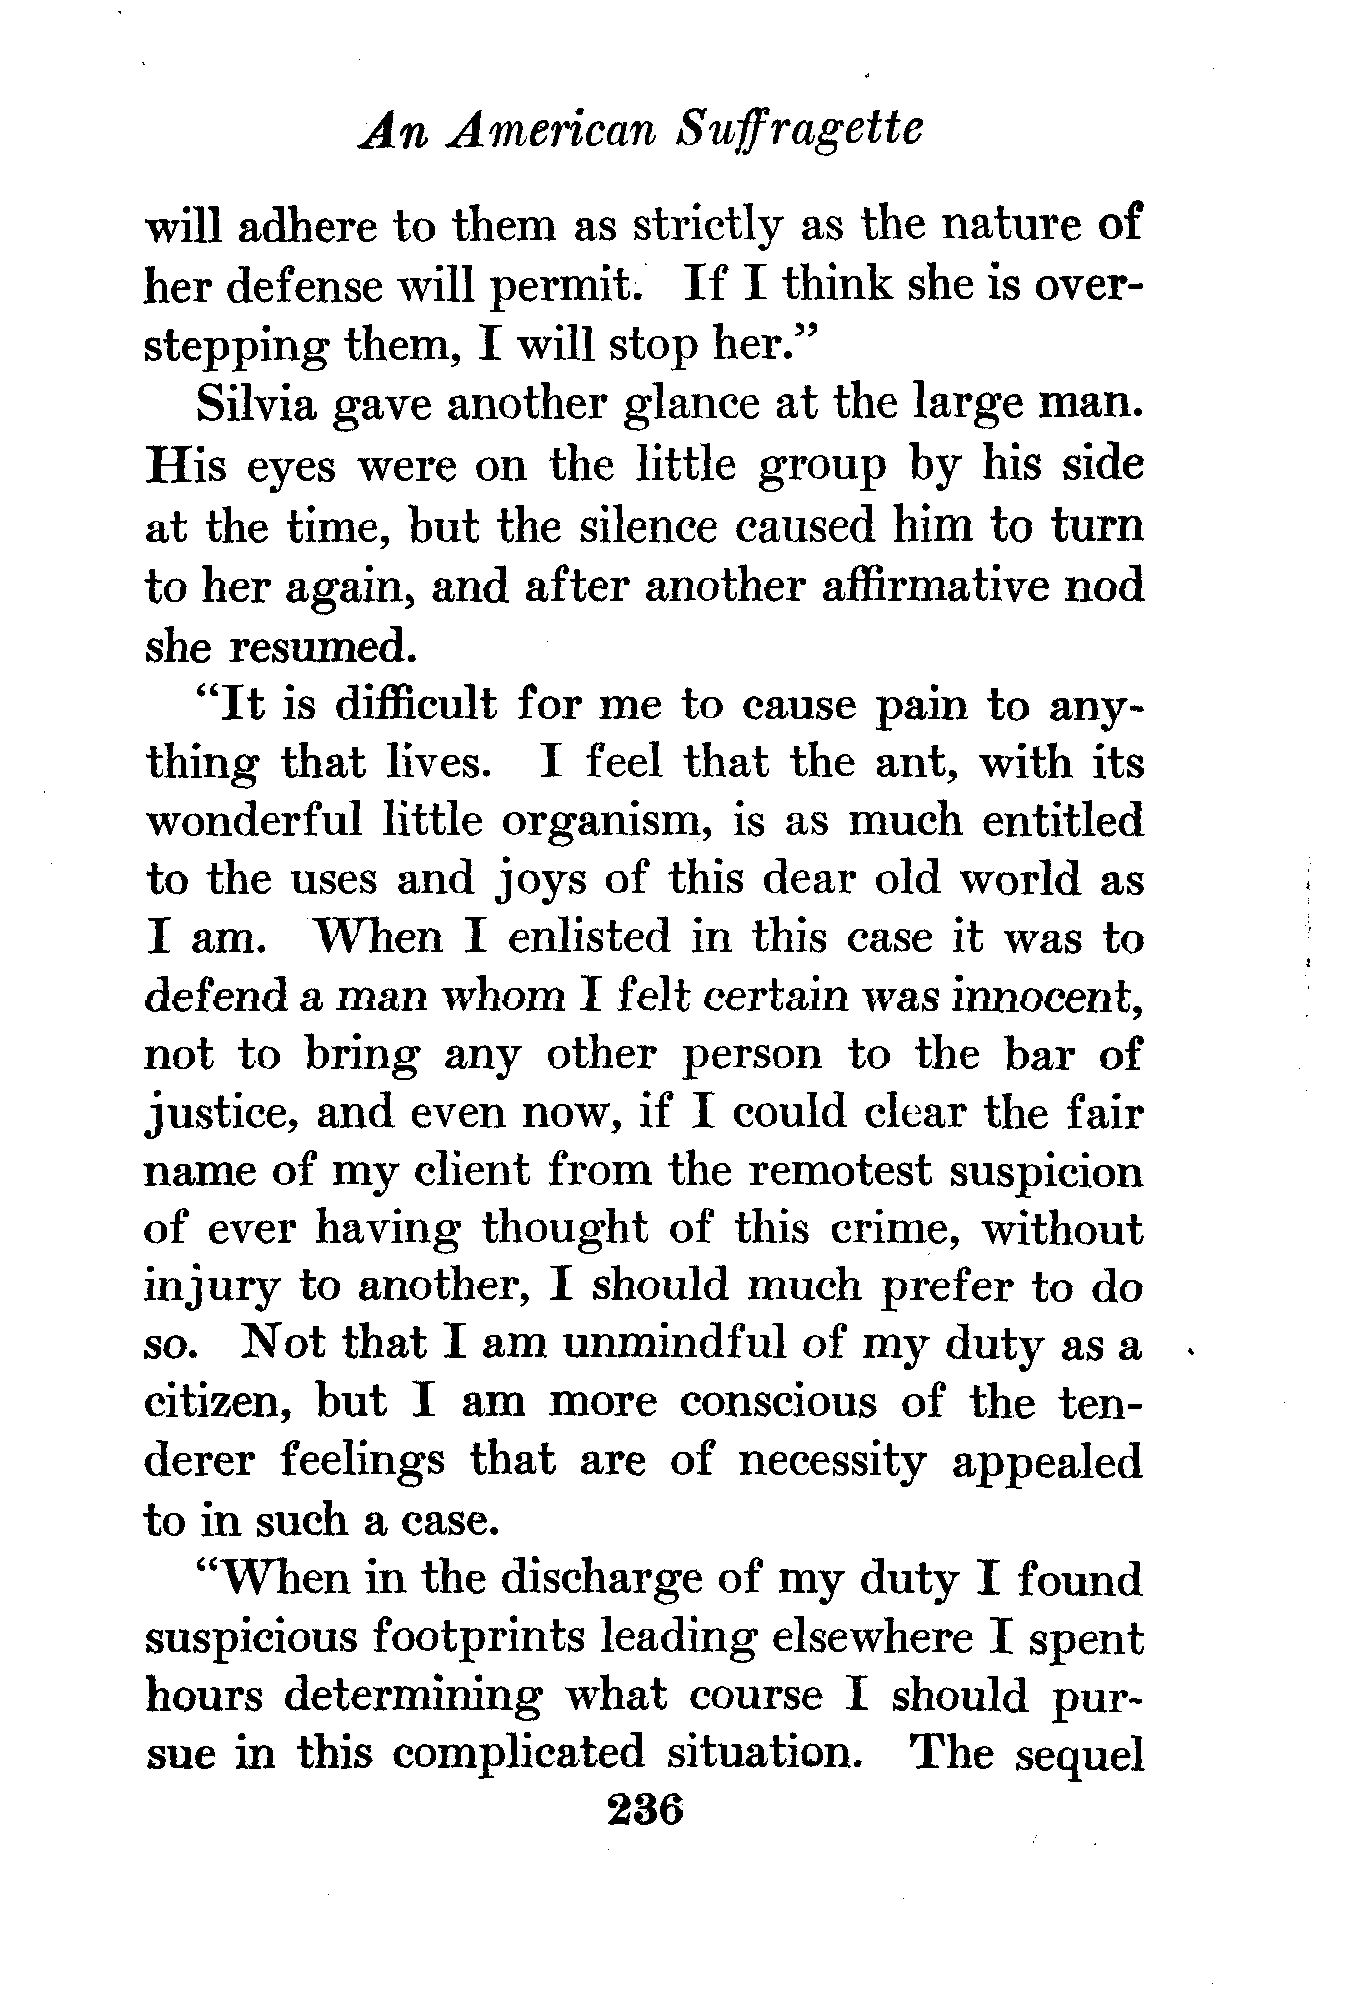 An American Suffragette
will adhere to them as strictly as the nature of
her defense will permit. If I think she is over-
stepping them, I will stop her.”
Silvia gave another glance at the large man.
His eyes were on the little group by his side
at the time, but the silence caused him to turn
to her again, and after another affirmative nod
she resumed.
“It is difficult for me to cause pain to any-
thing that lives. I feel that the ant, with its
wonderful little organism, is as much entitled
to the uses and joys of this dear old world as
I am. When I enlisted in this case it was to
defend a man whom I felt certain was innocent,
not to bring any other person to the bar of
justice, and even now, if I could clear the fair
name of my client from the remotest suspicion
of ever having thought of this crime, without
injury to another, I should much prefer to do
so. Not that I am unmindful of my duty as a
citizen, but I am more conscious of the ten-
derer feelings that are of necessity appealed
to in such a case.
“When in the discharge of my duty I found
suspicious footprints leading elsewhere I spent
hours determining what course I should pur-
sue in this complicated situation. The sequel
236